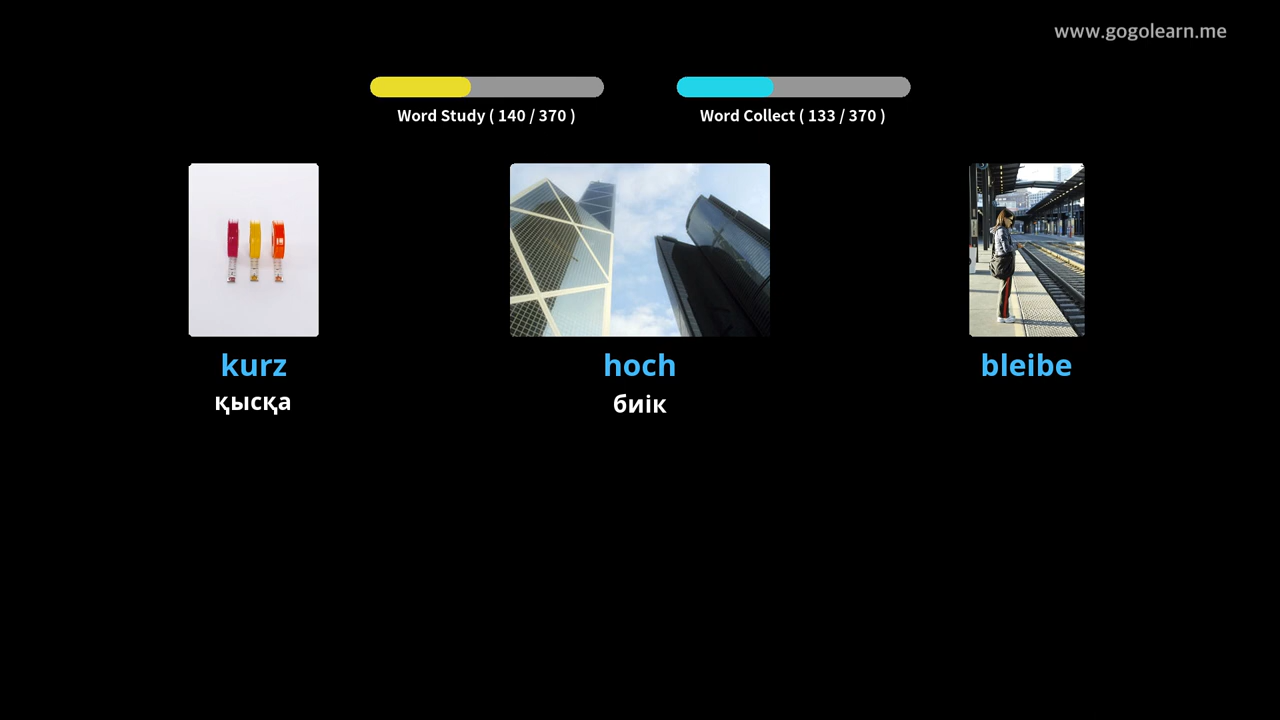 www.gogolearn.me
Word Study ( 140 / 370 )
Word Collect ( 133 / 370 )
kurz
қысқа
hoch
биік
bleibe